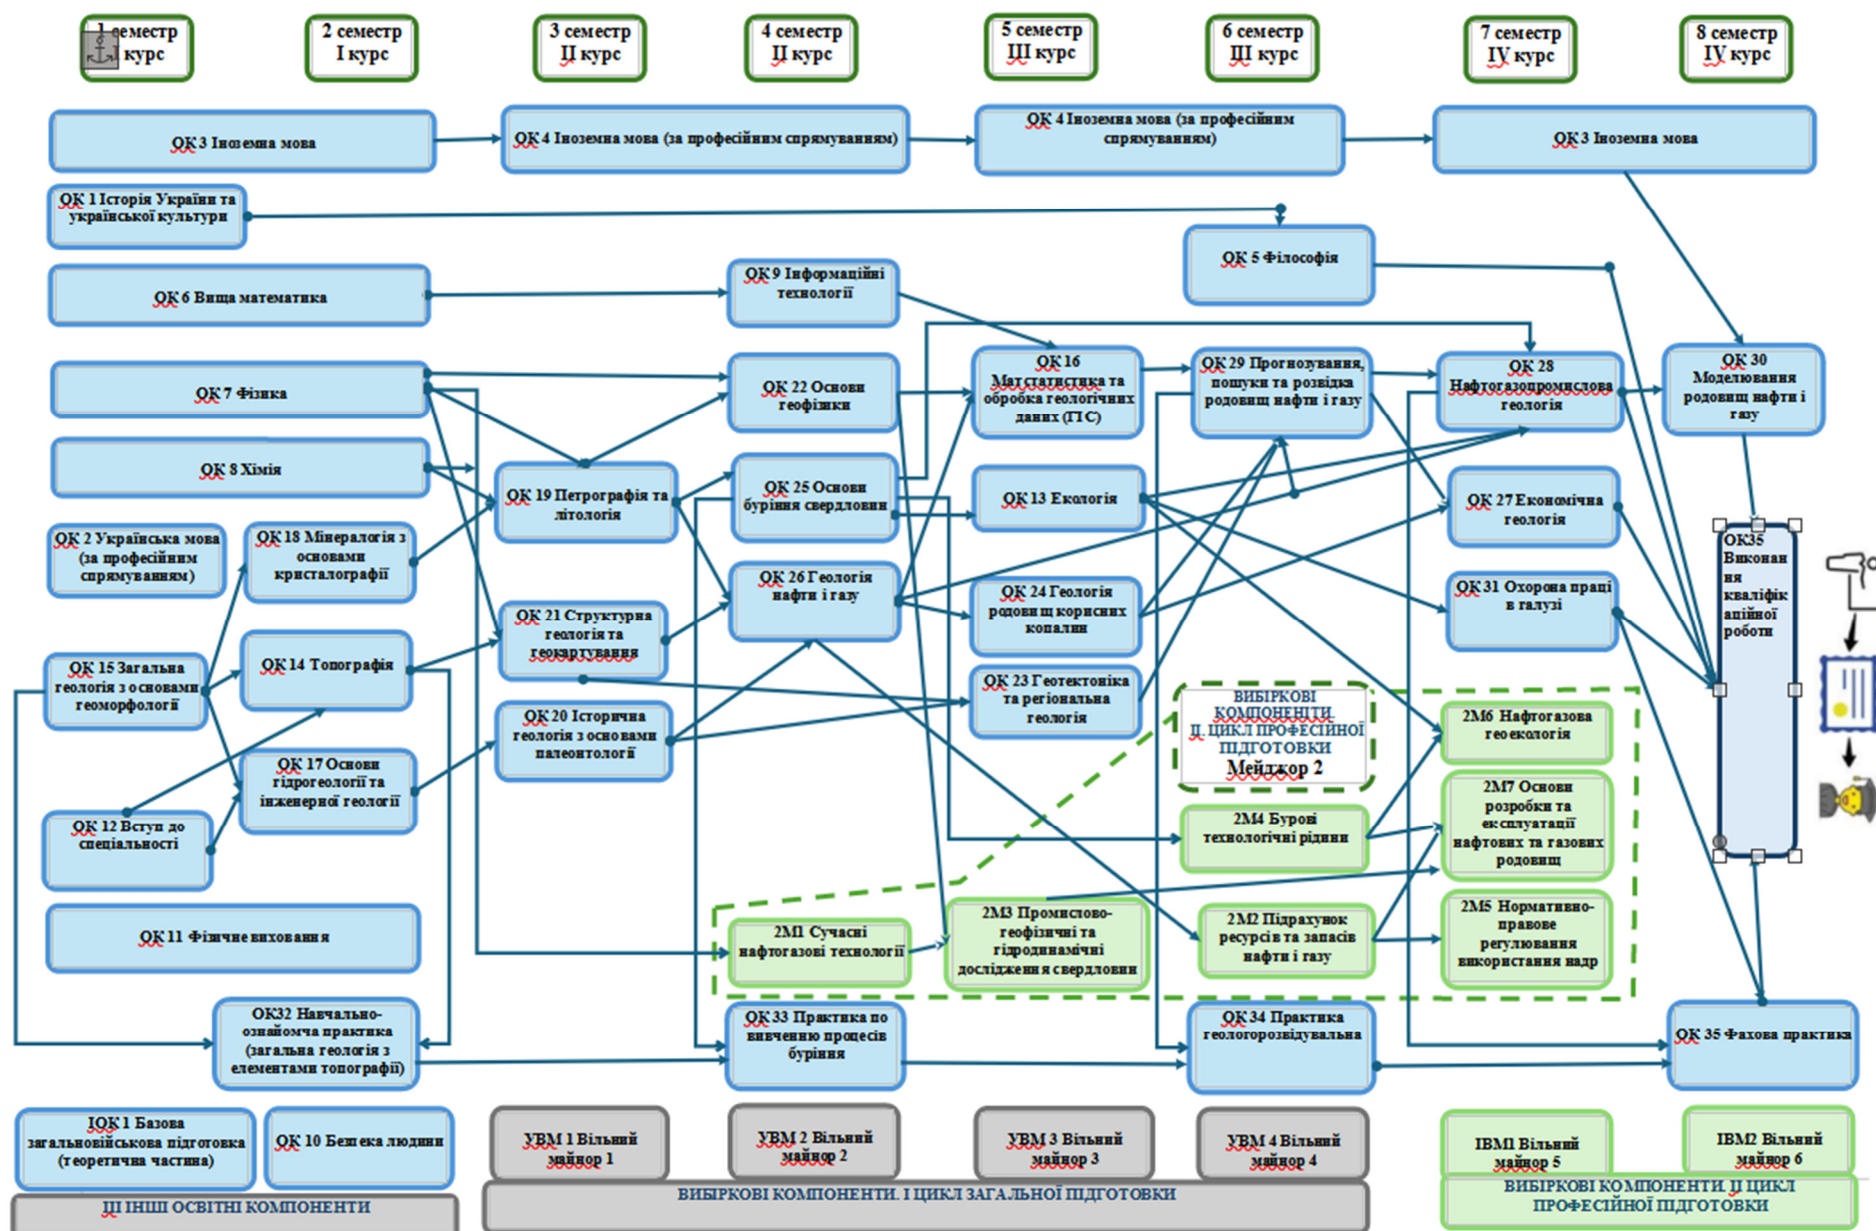 1 семестр
І курс
2 семестр
І курс
3 семестр
ІІ курс
4 семестр
ІІ курс
5 семестр
ІІІ курс
6 семестр
ІІІ курс
7 семестр
IV курс
8 семестр
IV курс
ОК 3 Іноземна мова
ОК 4 Іноземна мова (за професійним спрямуванням)
ОК 4 Іноземна мова (за професійним
спрямуванням)
ОК 3 Іноземна мова
ОК 1 Історія України та
української культури
ОК 5 Філософія
ОК 6 Вища математика
ОК 9 Інформаційні
технології
ОК 7 Фізика
ОК 22 Основи
геофізики
ОК 16
Матстатистика та
обробка геологічних
даних (ГІС)
ОК 29 Прогнозування,
пошуки та розвідка
родовищ нафти і газу
ОК 28
Нафтогазопромислова
геологія
ОК 30
Моделювання
родовищ нафти і
газу
ОК 8 Хімія
ОК 19 Петрографія та
літологія
ОК 25 Основи
буріння свердловин
ОК 13 Екологія
ОК 27 Економічна
геологія
ОК 2 Українська мова
(за професійним
спрямуванням)
ОК 18 Мінералогія з
основами
кристалографії
ОК 26 Геологія
нафти і газу
ОК 24 Геологія
родовищ корисних
копалин
ОК 31 Охорона праці
в галузі
ОК35
Виконан
ня
кваліфік
аційної
роботи
ОК 21 Структурна
геологія та
геокартування
ОК 15 Загальна
геологія з основами
геоморфології
ОК 14 Топографія
ОК 23 Геотектоніка
та регіональна
геологія
ОК 20 Історична
геологія з основами
палеонтології
ВИБІРКОВІ
КОМПОНЕНТИ.
ІІ. ЦИКЛ ПРОФЕСІЙНОЇ
ПІДГОТОВКИ
Мейджор 2
2М6 Нафтогазова
геоекологія
ОК 17 Основи
гідрогеології та
інженерної геології
ОК 12 Вступ до
спеціальності
2М4 Бурові
технологічні рідини
2М7 Основи
розробки та
експлуатації
нафтових та газових
родовищ
ОК 11 Фізичне виховання
2М1 Сучасні
нафтогазові технології
2М3 Промислово-
геофізичні та
гідродинамічні
дослідження свердловин
2М2 Підрахунок
ресурсів та запасів
нафти і газу
2М5 Нормативно-
правове
регулювання
використання надр
ОК32 Навчально-
ознайомча практика
(загальна геологія з
елементами топографії)
ОК 33 Практика по
вивченню процесів
буріння
ОК 34 Практика
геологорозвідувальна
ОК 35 Фахова практика
ІОК 1 Базова
загальновійськова підготовка
(теоретична частина)
ОК 10 Безпека людини
УВМ 1 Вільний
майнор 1
УВМ 2 Вільний
майнор 2
УВМ 3 Вільний
майнор 3
УВМ 4 Вільний
майнор 4
ІВМ1 Вільний
майнор 5
ІВМ2 Вільний
майнор 6
ІІІ ІНШІ ОСВІТНІ КОМПОНЕНТИ
ВИБІРКОВІ КОМПОНЕНТИ. І ЦИКЛ ЗАГАЛЬНОЇ ПІДГОТОВКИ
ВИБІРКОВІ КОМПОНЕНТИ. ІІ ЦИКЛ
ПРОФЕСІЙНОЇ ПІДГОТОВКИ